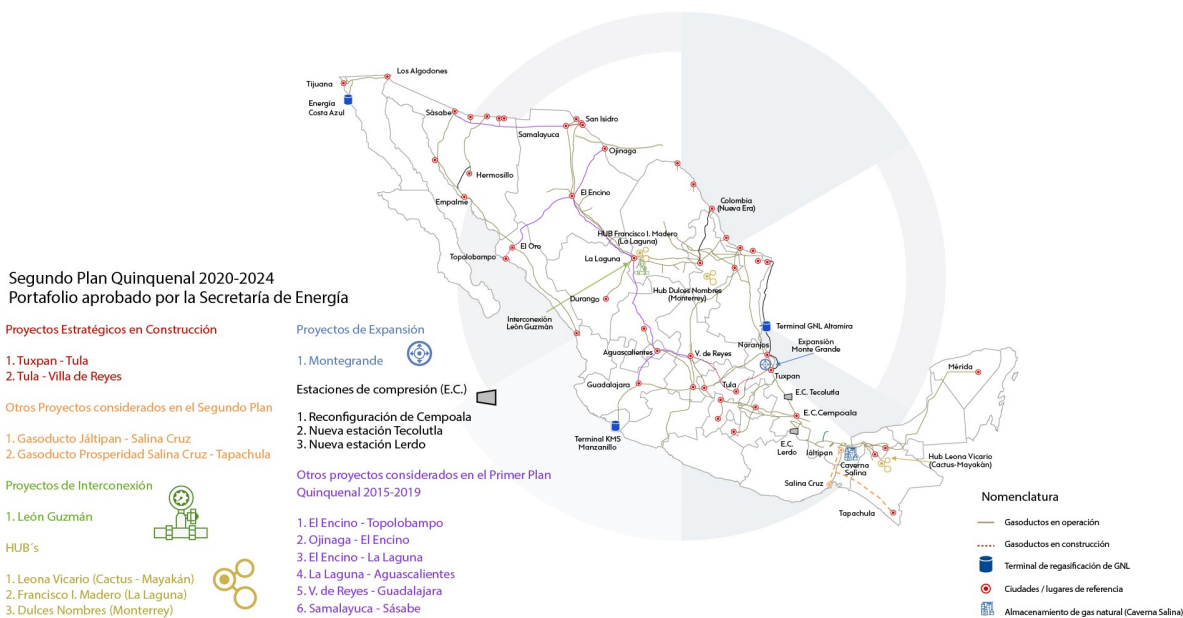 Segundo Plan Quinquenal 2020-2024
Portafolio aprobado por la Secretaría de Energía
Proyectos Estratégicos en Construcción
1. Tuxpan - Tula
2. Tula - Villa de Reyes
Otros Proyectos considerados en el Segundo Plan
1. Gasoducto Jáltipan - Salina Cruz
2. Gasoducto Prosperidad Salina Cruz - Tapachula
Proyectos de Interconexión
1. León Guzmán
HUB´s
1. Leona Vicario (Cactus - Mayakán)
2. Francisco I. Madero (La Laguna)
3. Dulces Nombres (Monterrey)
Proyectos de Expansión
1. Montegrande
Estaciones de compresión (E.C.)
1. Reconfiguración de Cempoala
2. Nueva estación Tecolutla
3. Nueva estación Lerdo
Otros proyectos considerados en el Primer Plan
Quinquenal 2015-2019
1. El Encino - Topolobampo
2. Ojinaga - El Encino
3. El Encino - La Laguna
4. La Laguna - Aguascalientes
5. V. de Reyes - Guadalajara
6. Samalayuca - Sásabe
Los Algodones
Tijuana
Energía
Costa Azul
Sásabe
San Isidro
Samalayuca
Ojinaga
Hermosillo
Empalme
El Encino
Colombia
(Nueva Era)
HUB Francisco I. Madero
(La Laguna)
El Oro
Topolobampo
La Laguna
Hub Dulces Nombres
(Monterrey)
Durango
Interconexión
León Guzmán
Terminal GNL Altamira
Naranjos
Expansión
Monte Grande
Aguascalientes
V. de Reyes
Tuxpan
Guadalajara
Tula
E.C. Tecolutla
Mérida
E.C.Cempoala
Terminal KMS
Manzanillo
E.C.
Lerdo
Jáltipan
Caverna
Salina
Hub Leona Vicario
(Cactus-Mayakán)
Salina Cruz
Tapachula
Nomenclatura
Gasoductos en operación
Gasoductos en construcción
Terminal de regasificación de GNL
Ciudades / lugares de referencia
Almacenamiento de gas natural (Caverna Salina)